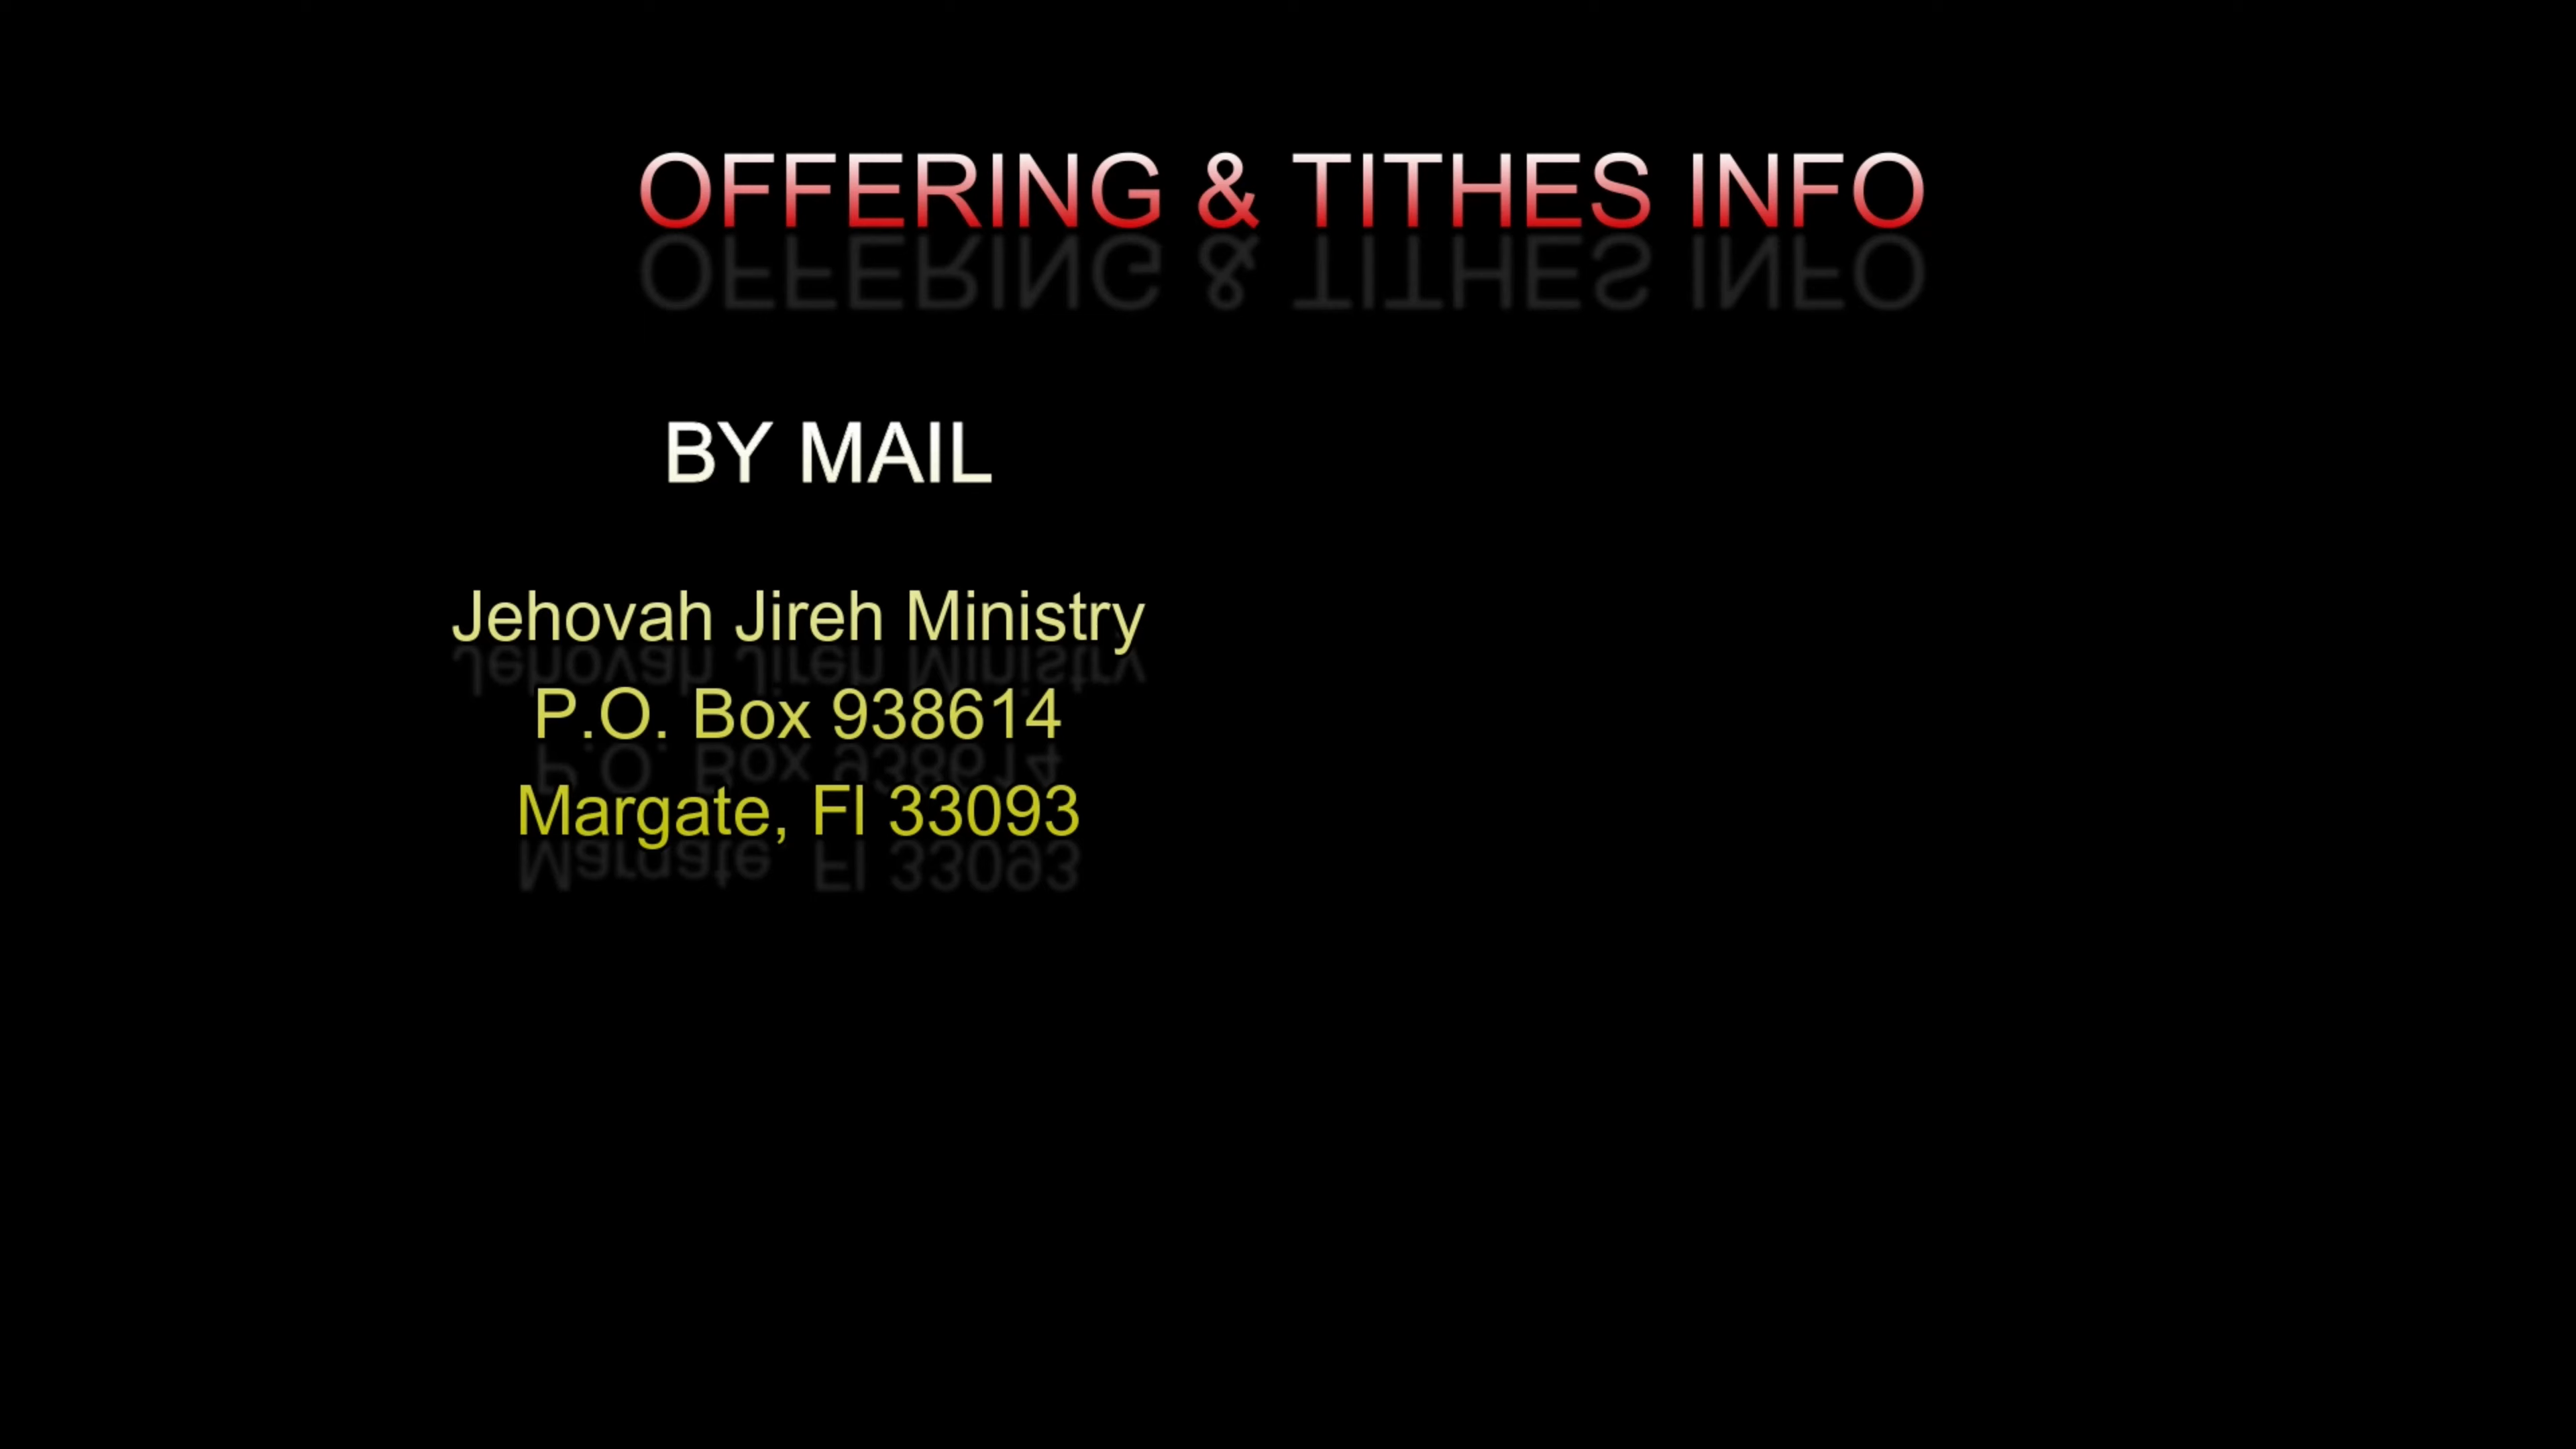 OFFERING & TITHES INFO
BY MAIL
Jehovah Jireh Ministry
P.O. Box 938614
Margate, Fl 33093